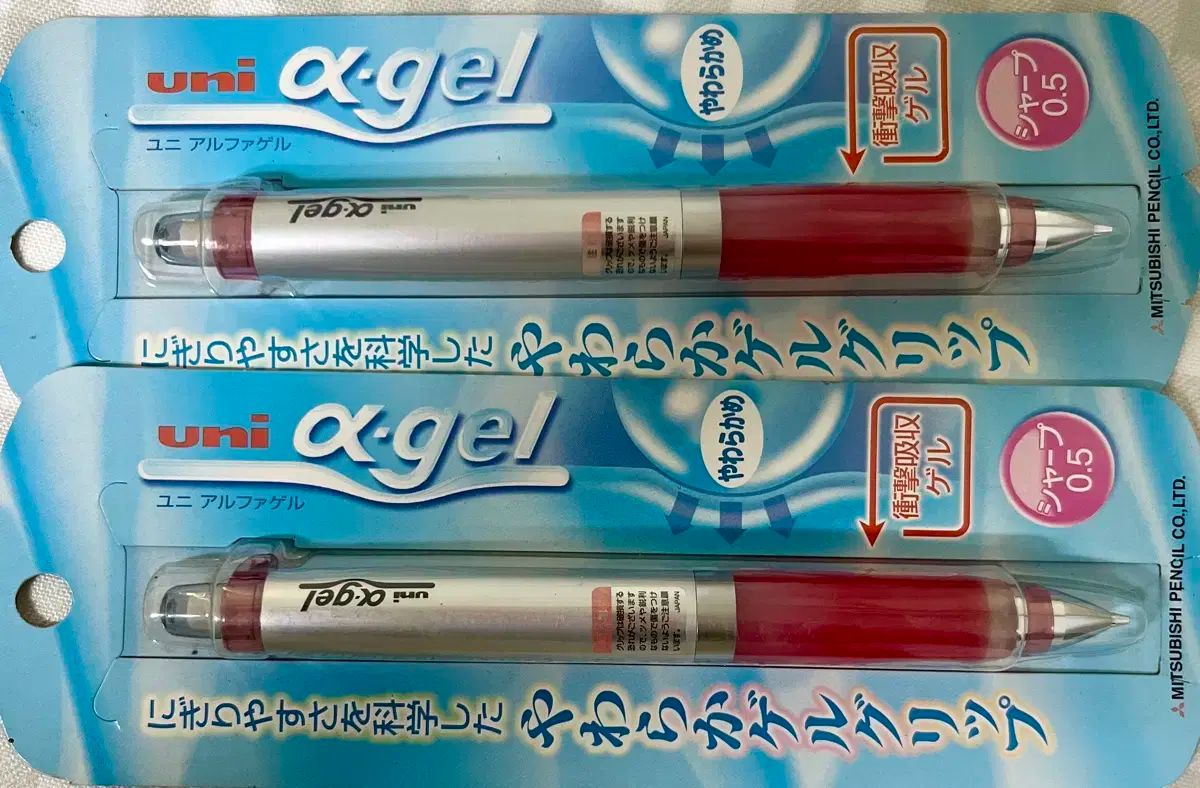 uni α・gel
ユニ アルファゲル
やわらかめ
衝撃吸収
ゲル
シャープ
0.5
MITSUBISHI PENCIL CO.,LTD.
uni α・gel
JAPAN
にぎりやすさを科学した やわらかゲルグリップ
uni α・gel
ユニ アルファゲル
やわらかめ
衝撃吸収
ゲル
シャープ
0.5
MITSUBISHI PENCIL CO.,LTD.
uni α・gel
JAPAN
にぎりやすさを科学した やわらかゲルグリップ